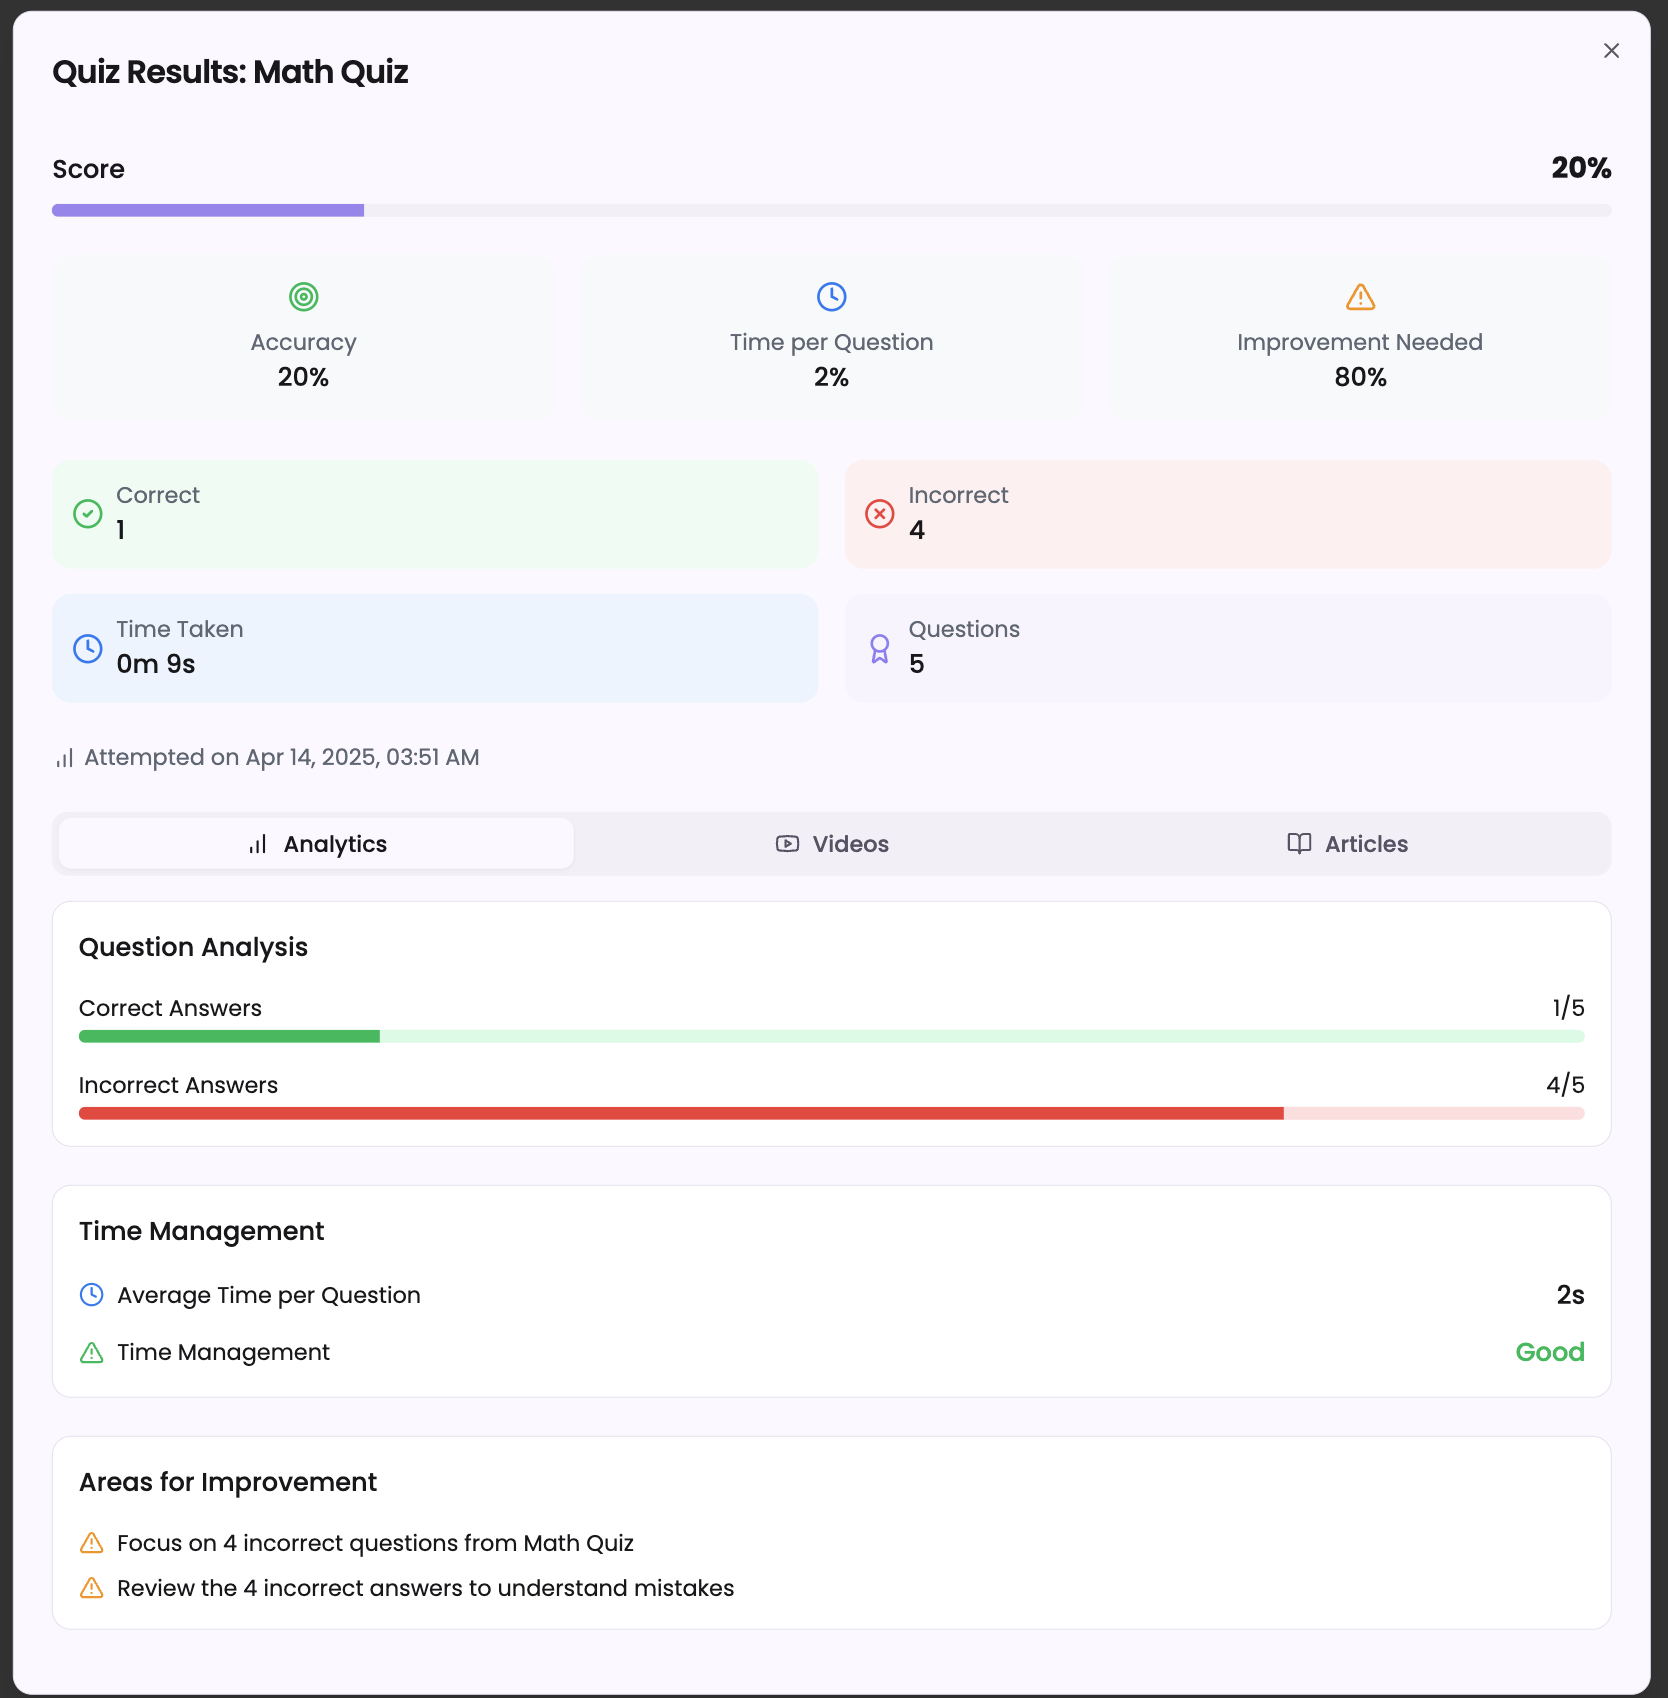 Quiz Results: Math Quiz
Score
20%
Accuracy
20%
Time per Question
2%
Improvement Needed
80%
Correct
1
Incorrect
4
Time Taken
0m 9s
Questions
5
Attempted on Apr 14, 2025, 03:51 AM
Analytics
Videos
Articles
Question Analysis
Correct Answers
1/5
Incorrect Answers
4/5
Time Management
Average Time per Question
2s
Time Management
Good
Areas for Improvement
Focus on 4 incorrect questions from Math Quiz
Review the 4 incorrect answers to understand mistakes